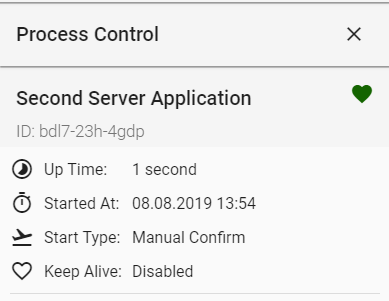 Process Control
Second Server Application
ID: bdl7-23h-4gdp
Up Time: 1 second
Started At: 08.08.2019 13:54
Start Type: Manual Confirm
Keep Alive: Disabled